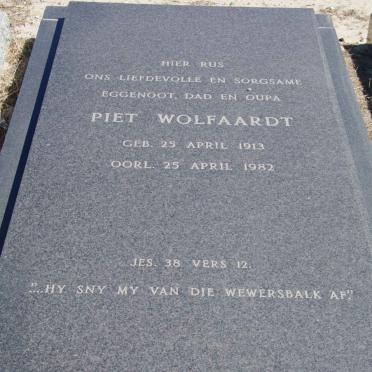 HIER RUS
ONS LIEFDEVOLLE EN SORGSAME
EGGENOOT, DAD EN OUPA
PIET WOLFAARDT
GEB. 25 APRIL 1913
OORL. 25 APRIL 1982
JES. 38 VERS 12.
"...HY SNY MY VAN DIE WEWERSBALK AF".